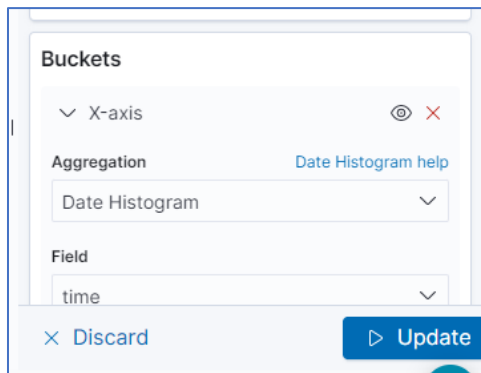 Buckets
X-axis
Aggregation Date Histogram help
Date Histogram
Field
time
Discard Update